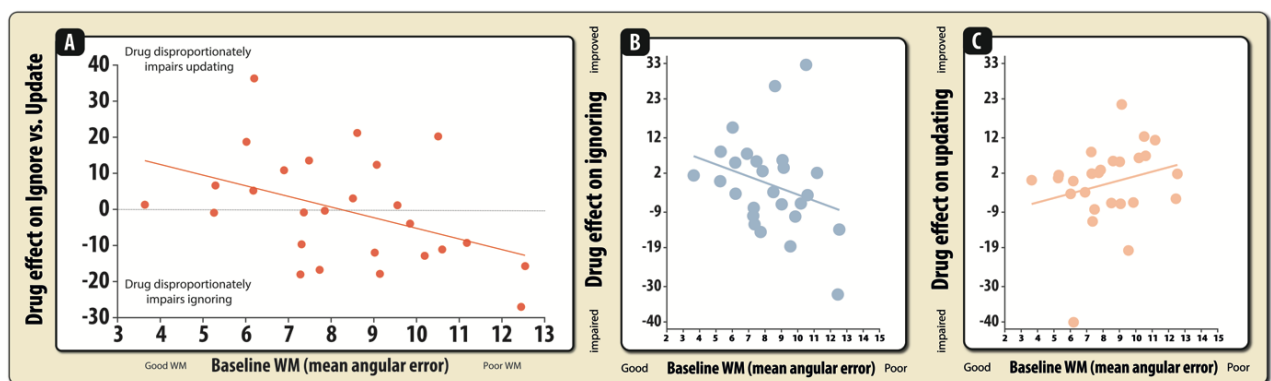 A
Drug effect on Ignore vs. Update
Drug disproportionately
impairs updating
40
30
20
10
0
-10
-20
-30
Drug disproportionately
impairs ignoring
3 4 5 6 7 8 9 10 11 12 13
Good WM Baseline WM (mean angular error) Poor WM
B
improved
Drug effect on ignoring
impaired
33
23
12
2
-9
-19
-30
-40
2 3 4 5 6 7 8 9 10 11 12 13 14 15
Good Baseline WM (mean angular error) Poor
C
improved
Drug effect on updating
impaired
33
23
12
2
-9
-19
-30
-40
2 3 4 5 6 7 8 9 10 11 12 13 15
Good Baseline WM (mean angular error) Poor